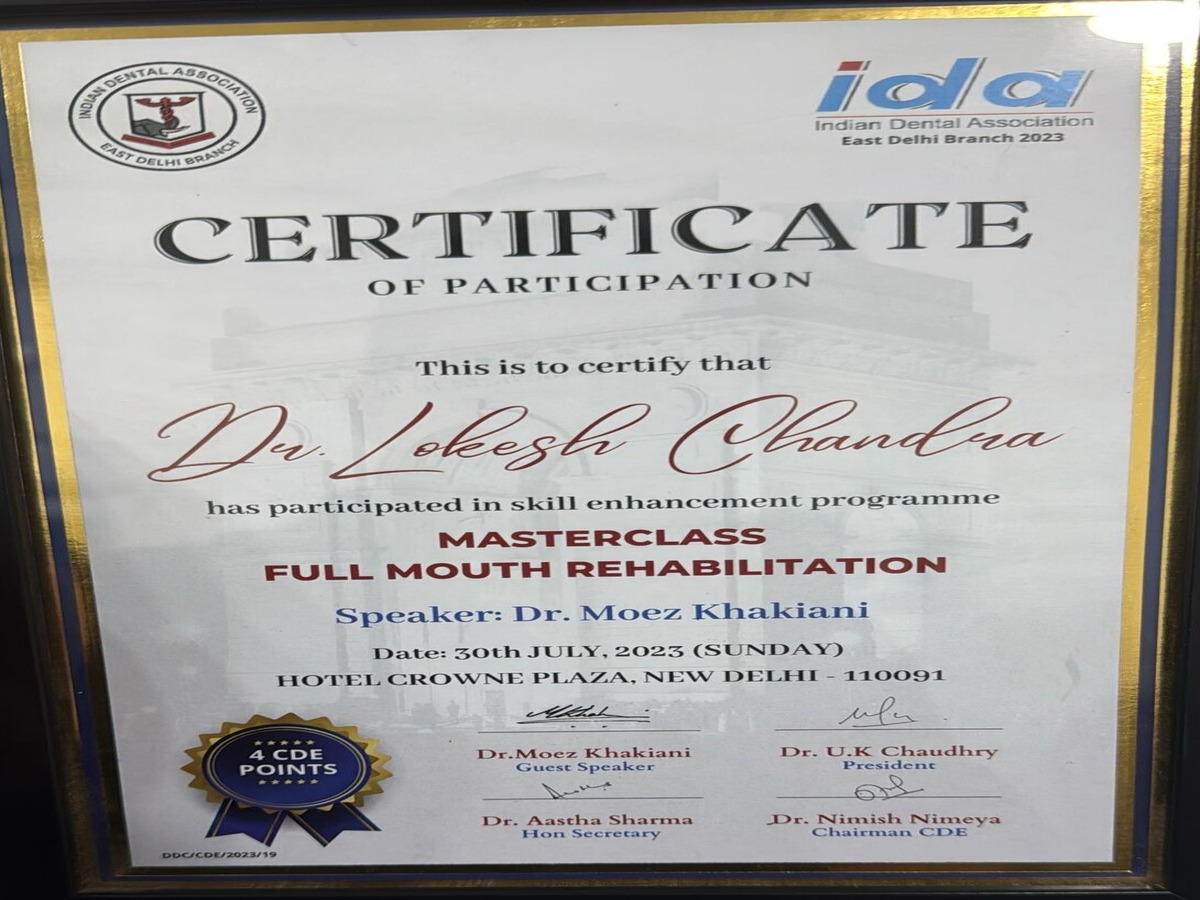 INDIAN DENTAL ASSOCIATION
EAST DELHI BRANCH
ida
Indian Dental Association
East Delhi Branch 2023
CERTIFICATE
OF PARTICIPATION
This is to certify that
Dr. Lokesh Chandra
has participated in skill enhancement programme
MASTERCLASS
FULL MOUTH REHABILITATION
Speaker: Dr. Moez Khakiani
Date: 30th JULY, 2023 (SUNDAY)
HOTEL CROWNE PLAZA, NEW DELHI - 110091
4 CDE
POINTS
Dr.Moez Khakiani
Guest Speaker
Dr. U.K Chaudhry
President
Dr. Aastha Sharma
Hon Secretary
Dr. Nimish Nimeya
Chairman CDE
DDC/CDE/2023/19